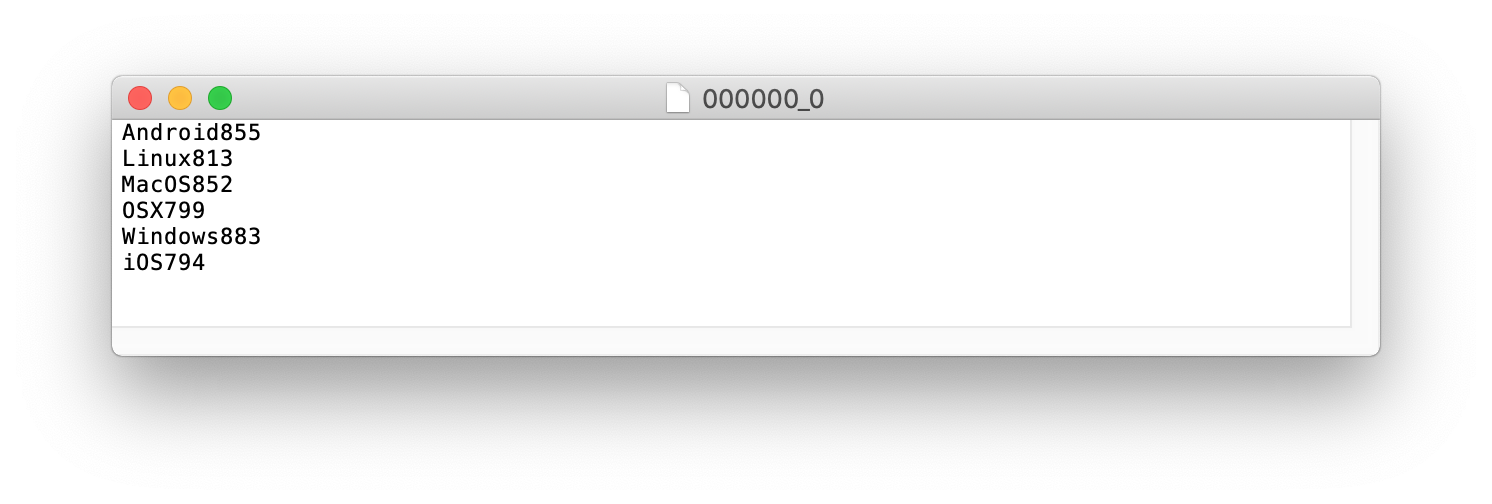 000000_0
Android855
Linux813
MacOS852
OSX799
Windows883
iOS794